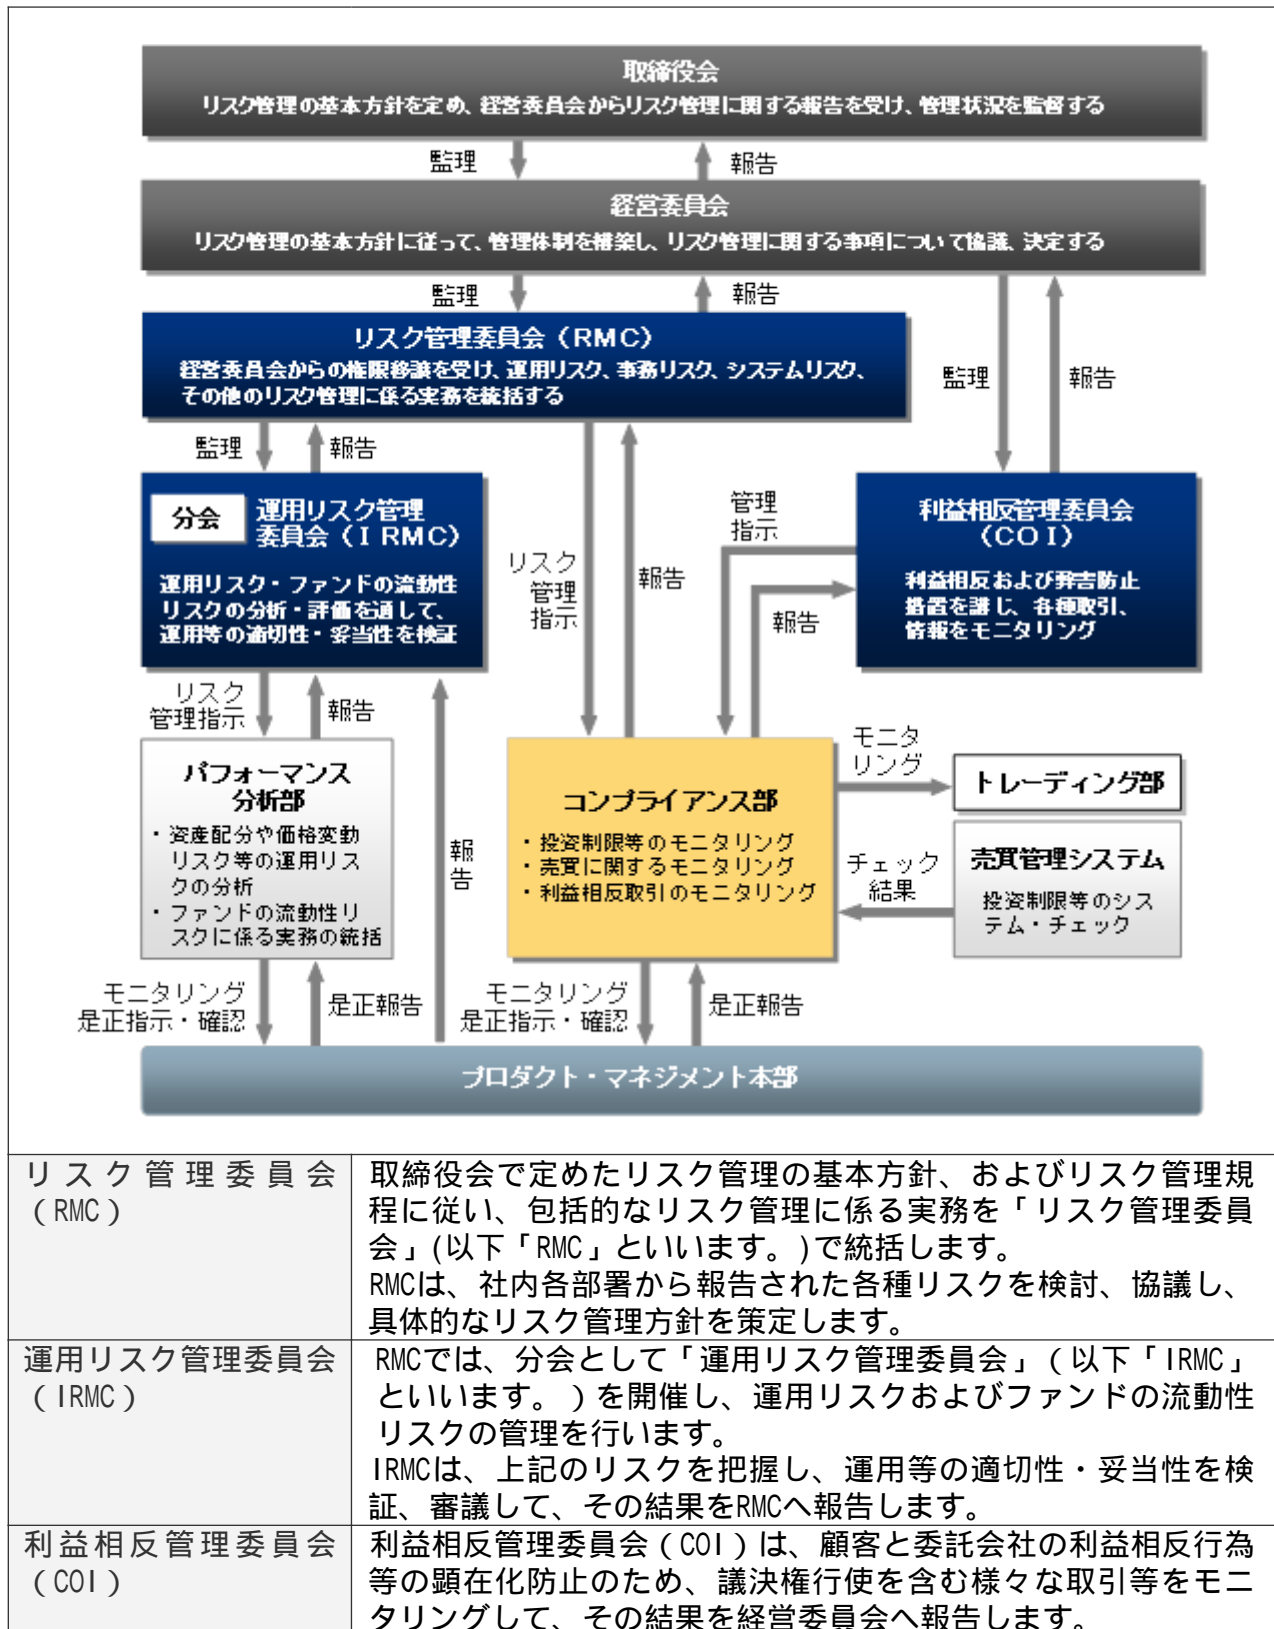 取締役会
リスク管理の基本方針を定め、経営委員会からリスク管理に関する報告を受け、管理状況を監督する
監理
報告
経営委員会
リスク管理の基本方針に従って、管理体制を構築し、リスク管理に関する事項について協議、決定する
監理
報告
リスク管理委員会（RMC）
経営委員会からの権限移譲を受け、運用リスク、事務リスク、システムリスク、
その他のリスク管理に係る実務を統括する
監理
報告
監理
報告
分会
運用リスク管理
委員会（IRMC）
運用リスク・ファンドの流動性
リスクの分析・評価を通して、
運用等の適切性・妥当性を検証
リスク
管理
指示
報告
管理
指示
報告
利益相反管理委員会
（COI）
利益相反および弊害防止
措置を講じ、各種取引、
情報をモニタリング
リスク
管理指示
報告
パフォーマンス
分析部
・資産配分や価格変動
リスク等の運用リス
クの分析
・ファンドの流動性リ
スクに係る実務の統括
報
告
コンプライアンス部
・投資制限等のモニタリング
・売買に関するモニタリング
・利益相反取引のモニタリング
モニタ
リング
トレーディング部
チェック
結果
売買管理システム
投資制限等のシス
テム・チェック
モニタリング
是正指示・確認
是正報告
モニタリング
是正指示・確認
是正報告
プロダクト・マネジメント本部
リスク管理委員会
（RMC）
取締役会で定めたリスク管理の基本方針、およびリスク管理規
程に従い、包括的なリスク管理に係る実務を「リスク管理委員
会」(以下「RMC」といいます。)で統括します。
RMCは、社内各部署から報告された各種リスクを検討、協議し、
具体的なリスク管理方針を策定します。
運用リスク管理委員会
（IRMC）
RMCでは、分会として「運用リスク管理委員会」（以下「IRMC」
といいます。）を開催し、運用リスクおよびファンドの流動性
リスクの管理を行います。
IRMCは、上記のリスクを把握し、運用等の適切性・妥当性を検
証、審議して、その結果をRMCへ報告します。
利益相反管理委員会
（COI）
利益相反管理委員会（COI）は、顧客と委託会社の利益相反行為
等の顕在化防止のため、議決権行使を含む様々な取引等をモニ
タリングして、その結果を経営委員会へ報告します。